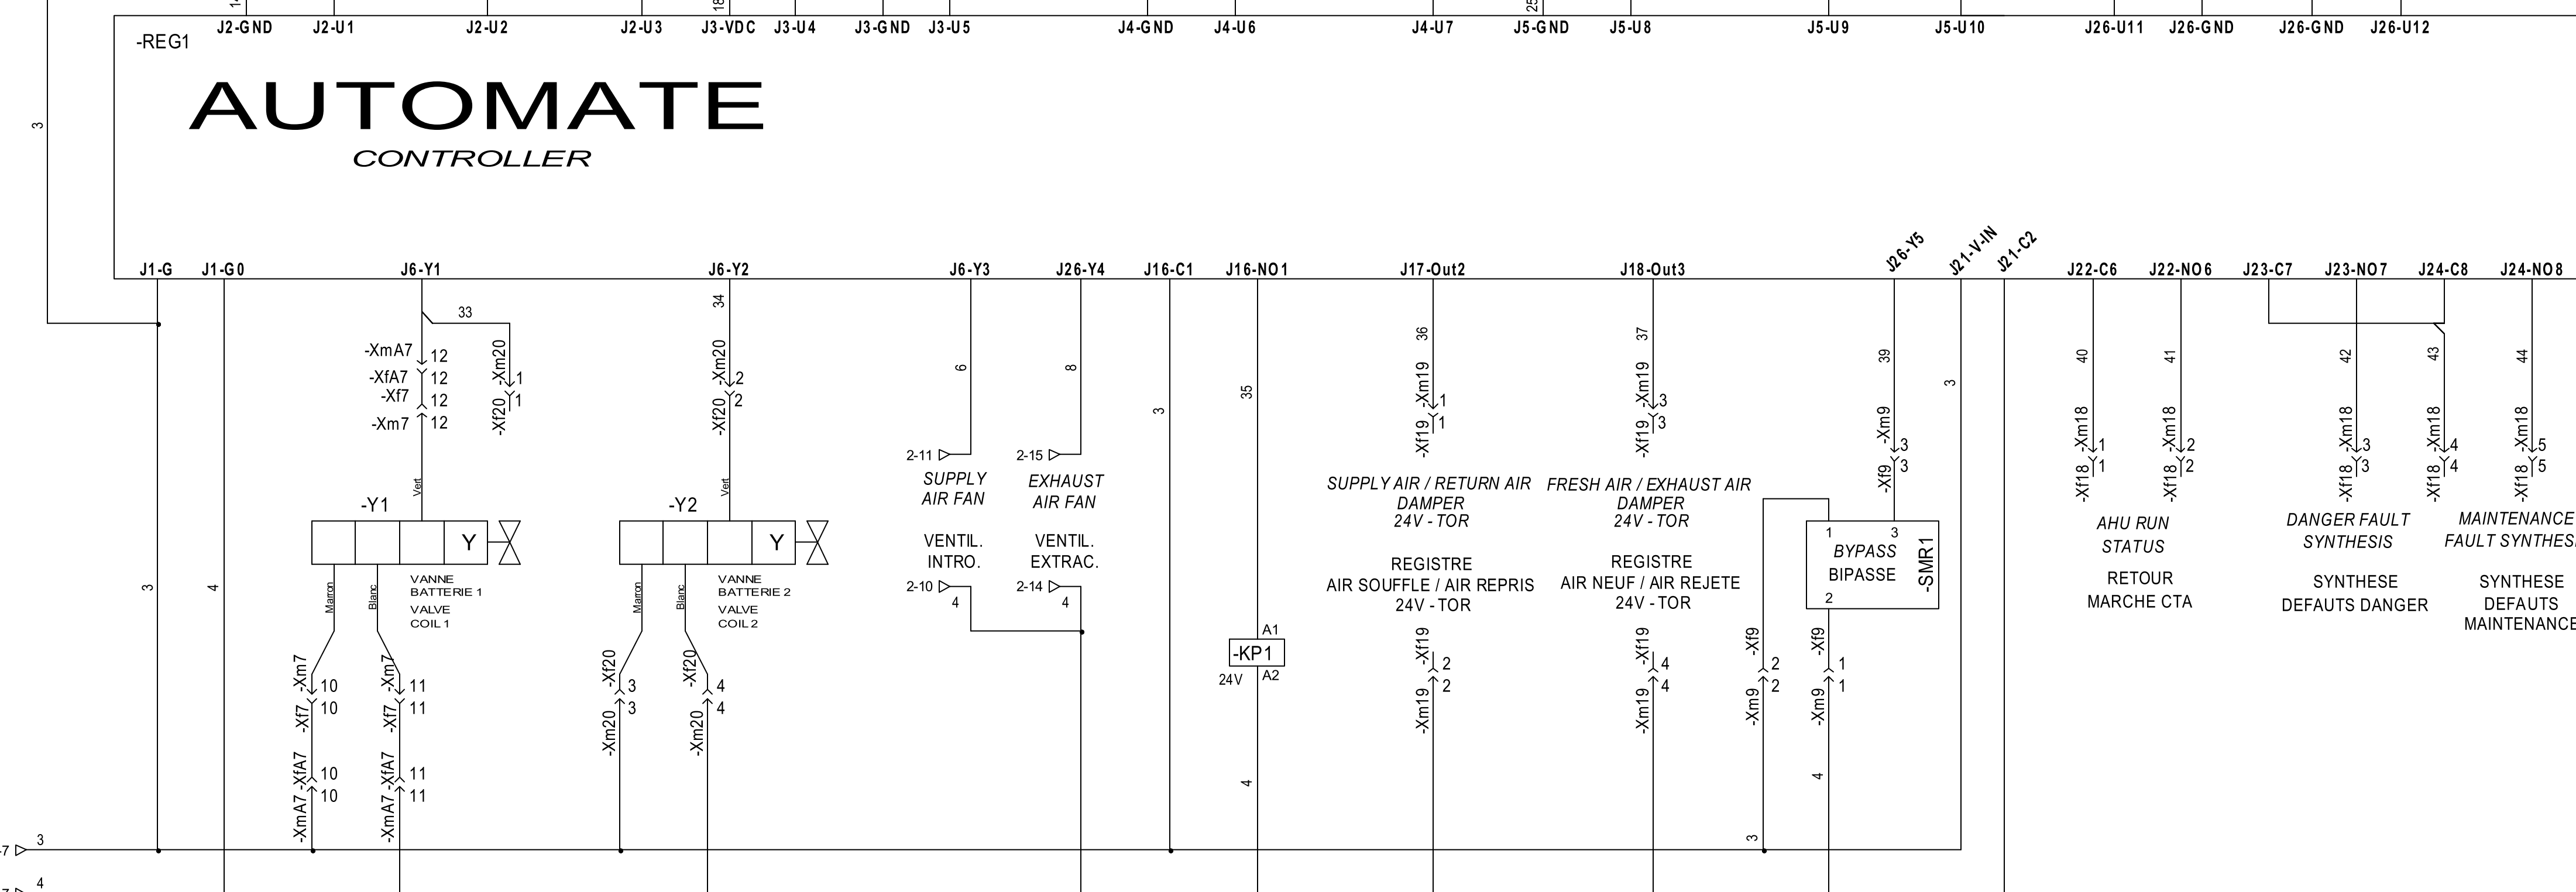 14
18
25
J2-GND J2-U1 J2-U2 J2-U3 J3-VDC J3-U4 J3-GND J3-U5 J4-GND J4-U6 J4-U7 J5-GND J5-U8 J5-U9 J5-U10 J26-U11 J26-GND J26-GND J26-U12
-REG1
AUTOMATE
CONTROLLER
3
J1-G J1-G0 J6-Y1 J6-Y2 J6-Y3 J26-Y4 J16-C1 J16-NO1 J17-Out2 J18-Out3 J26-Y5 J21-V-IN J21-C2 J22-C6 J22-NO6 J23-C7 J23-NO7 J24-C8 J24-NO8
3
4
33
-XmA7 12
-XfA7 12
-Xf7 12
-Xm7 12
-Xm20 1
-Xf20 1
Vert
-Y1
Y
Marron
Blanc
VANNE
BATTERIE 1
VALVE
COIL 1
-Xm7 10
-Xf7 10
-XfA7 10
-XmA7 10
-Xm7 11
-Xf7 11
-XfA7 11
-XmA7 11
34
-Xm20 2
-Xf20 2
Vert
-Y2
Y
Marron
Blanc
VANNE
BATTERIE 2
VALVE
COIL 2
-Xf20 3
-Xm20 3
-Xf20 4
-Xm20 4
6
2-11
SUPPLY
AIR FAN
VENTIL.
INTRO.
2-10
4
8
2-15
EXHAUST
AIR FAN
VENTIL.
EXTRAC.
2-14
4
3
35
A1
-KP1
24V A2
4
36
-Xm19 1
-Xf19 1
SUPPLY AIR / RETURN AIR
DAMPER
24V - TOR
REGISTRE
AIR SOUFFLE / AIR REPRIS
24V - TOR
-Xf19 2
-Xm19 2
37
-Xm19 3
-Xf19 3
FRESH AIR / EXHAUST AIR
DAMPER
24V - TOR
REGISTRE
AIR NEUF / AIR REJETE
24V - TOR
-Xf19 4
-Xm19 4
39
-Xm9 3
-Xf9 3
1 3
BYPASS
BIPASSE
2
-SMR1
-Xf9 2
-Xm9 2
3
-Xf9 1
-Xm9 1
4
3
40
-Xm18 1
-Xf18 1
41
-Xm18 2
-Xf18 2
AHU RUN
STATUS
RETOUR
MARCHE CTA
42
-Xm18 3
-Xf18 3
DANGER FAULT
SYNTHESIS
SYNTHESE
DEFAUTS DANGER
43
-Xm18 4
-Xf18 4
44
-Xm18 5
-Xf18 5
MAINTENANCE
FAULT SYNTHES
SYNTHESE
DEFAUTS
MAINTENANCE
-7 3
4